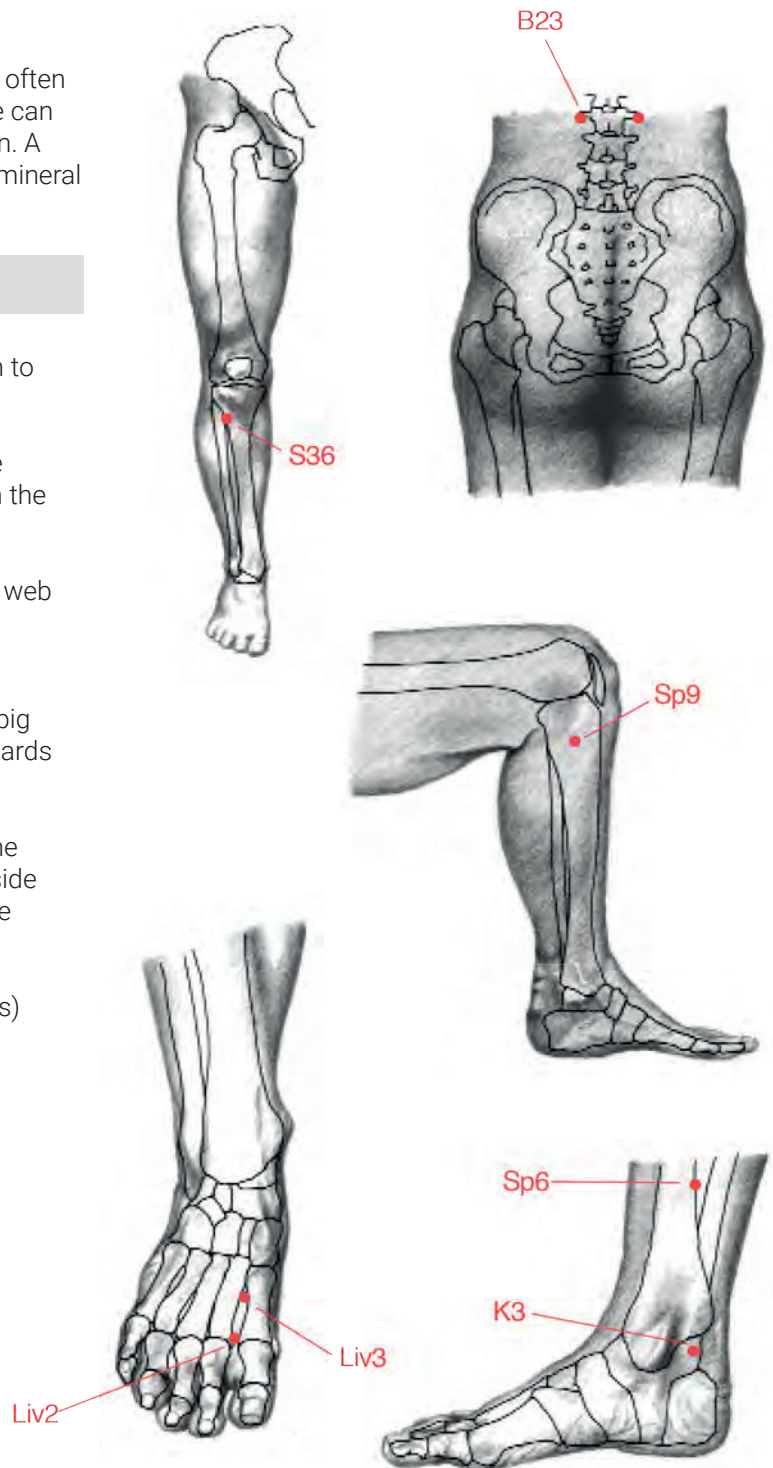 often
e can
n. A
mineral
n to
e
n the
web
big
ards
ne
side
e
s)
B23
S36
Sp9
Sp6
K3
Liv3
Liv2